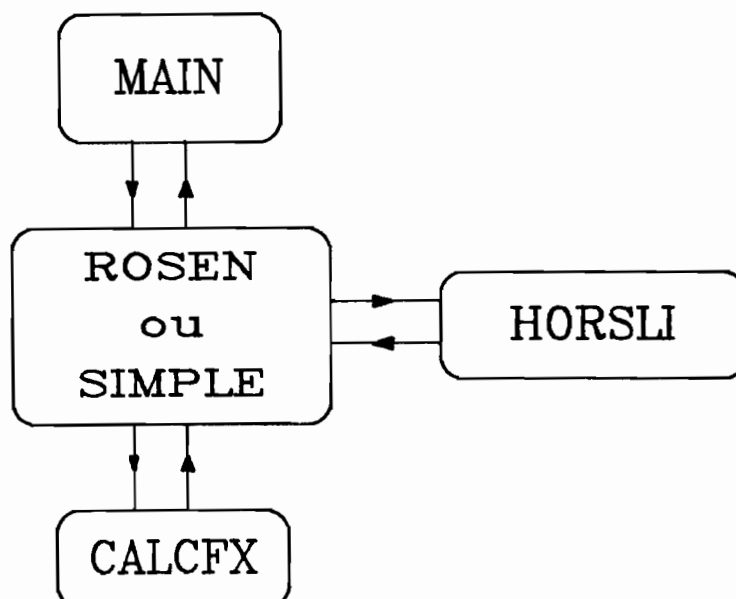 MAIN
ROSEN
ou
SIMPLE
HORSLI
CALCFX